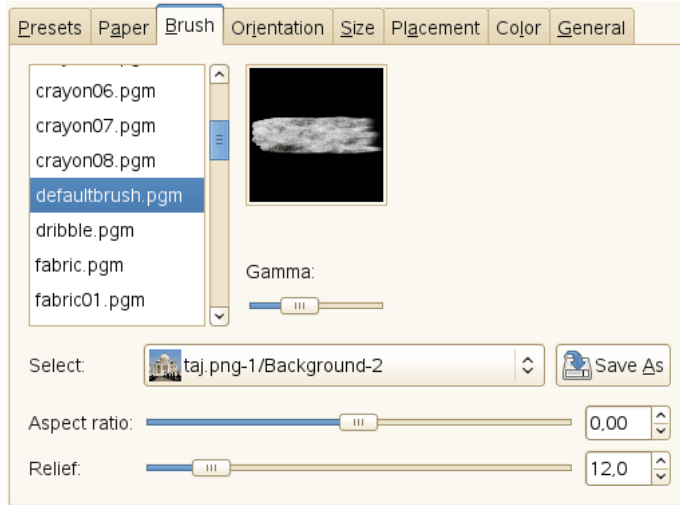 Presets Paper Brush Orientation Size Placement Color General
crayon06.pgm
crayon07.pgm
crayon08.pgm
defaultbrush.pgm
dribble.pgm
fabric.pgm
fabric01.pgm
Gamma:
Select: taj.png-1/Background-2 Save As
Aspect ratio: 0,00
Relief: 12,0